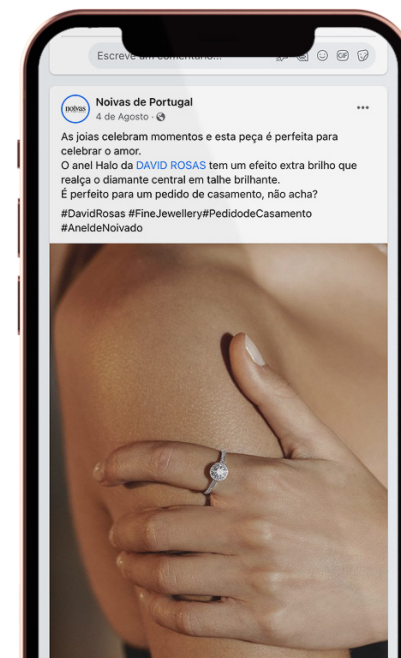 Escreve um comentário...
GIF
noivas
Noivas de Portugal
4 de Agosto ·
As joias celebram momentos e esta peça é perfeita para
celebrar o amor.
O anel Halo da DAVID ROSAS tem um efeito extra brilho que
realça o diamante central em talhe brilhante.
É perfeito para um pedido de casamento, não acha?
#DavidRosas #FineJewellery#PedidodeCasamento
#AneldeNoivado